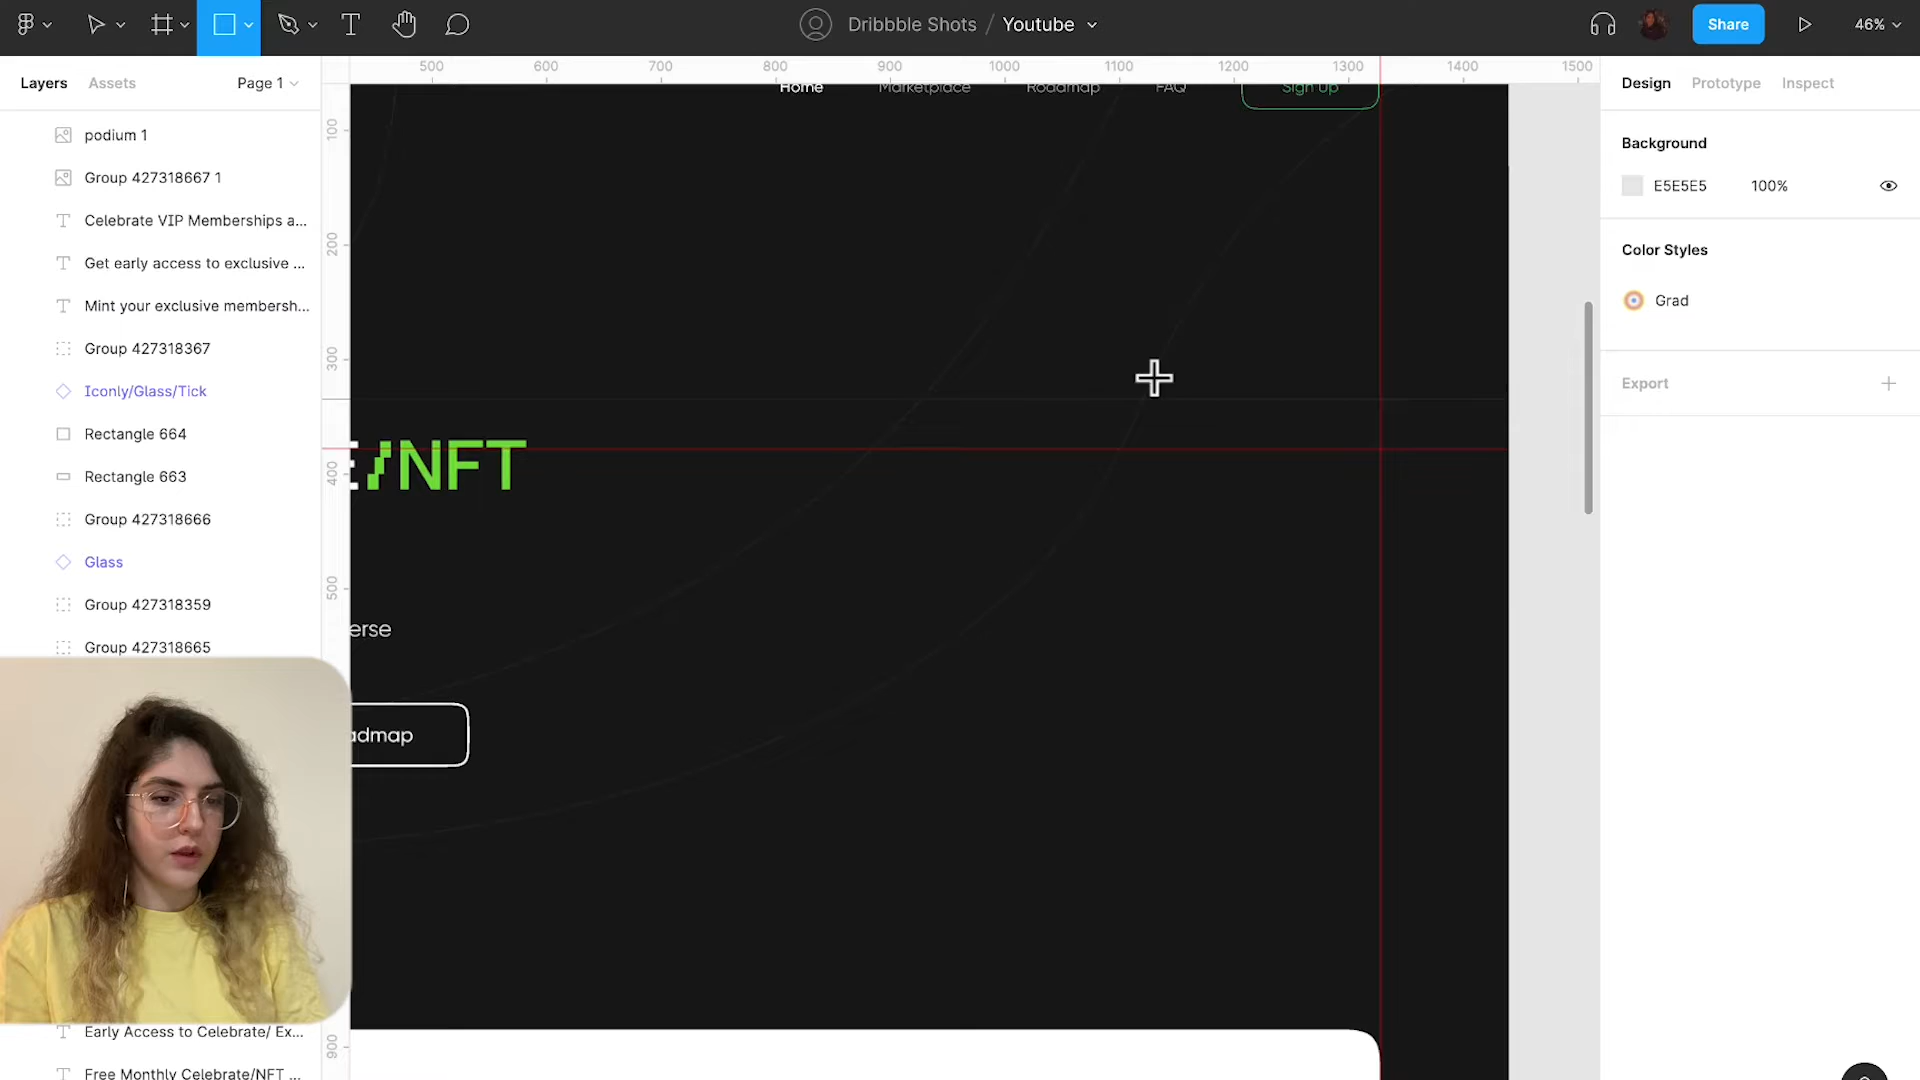 Dribbble Shots / Youtube
Share
46%
Layers
Assets
Page 1
Design
Prototype
Inspect
500
600
700
800
900
1000
1100
1200
1300
1400
1500
Home
Marketplace
Roadmap
FAQ
Sign Up
podium 1
Group 427318667 1
Celebrate VIP Memberships a...
Get early access to exclusive ...
Mint your exclusive membersh...
Group 427318367
Iconly/Glass/Tick
Rectangle 664
Rectangle 663
Group 427318666
Glass
Group 427318359
Group 427318665
Early Access to Celebrate/ Ex...
Free Monthly Celebrate/NFT ...
100
200
300
400
500
900
E/NFT
erse
admap
Background
E5E5E5
100%
Color Styles
Grad
Export